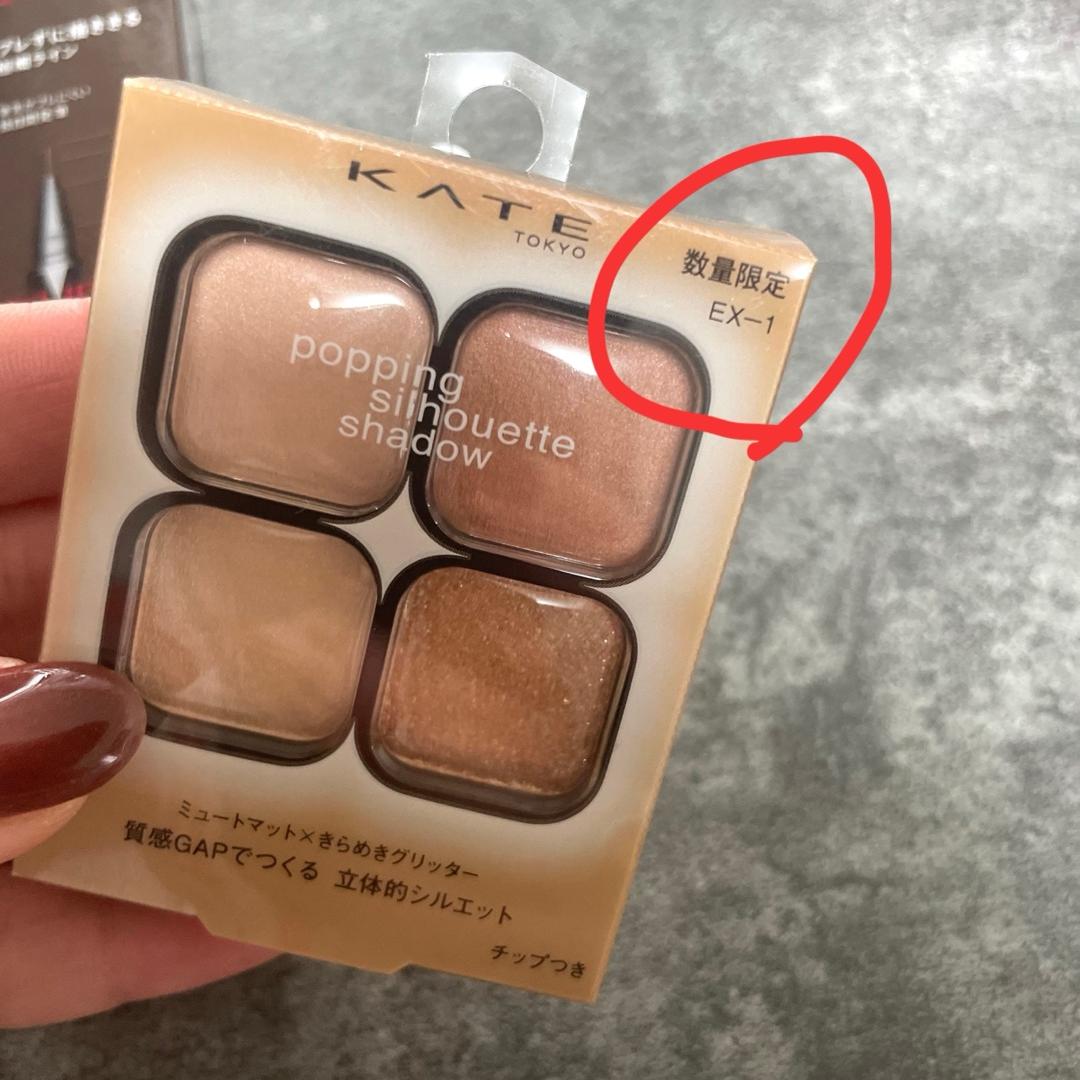 KATE
TOKYO
数量限定
EX-1
popping
silhouette
shadow
ミュートマット×きらめきグリッター
質感GAPでつくる 立体的シルエット
チップつき